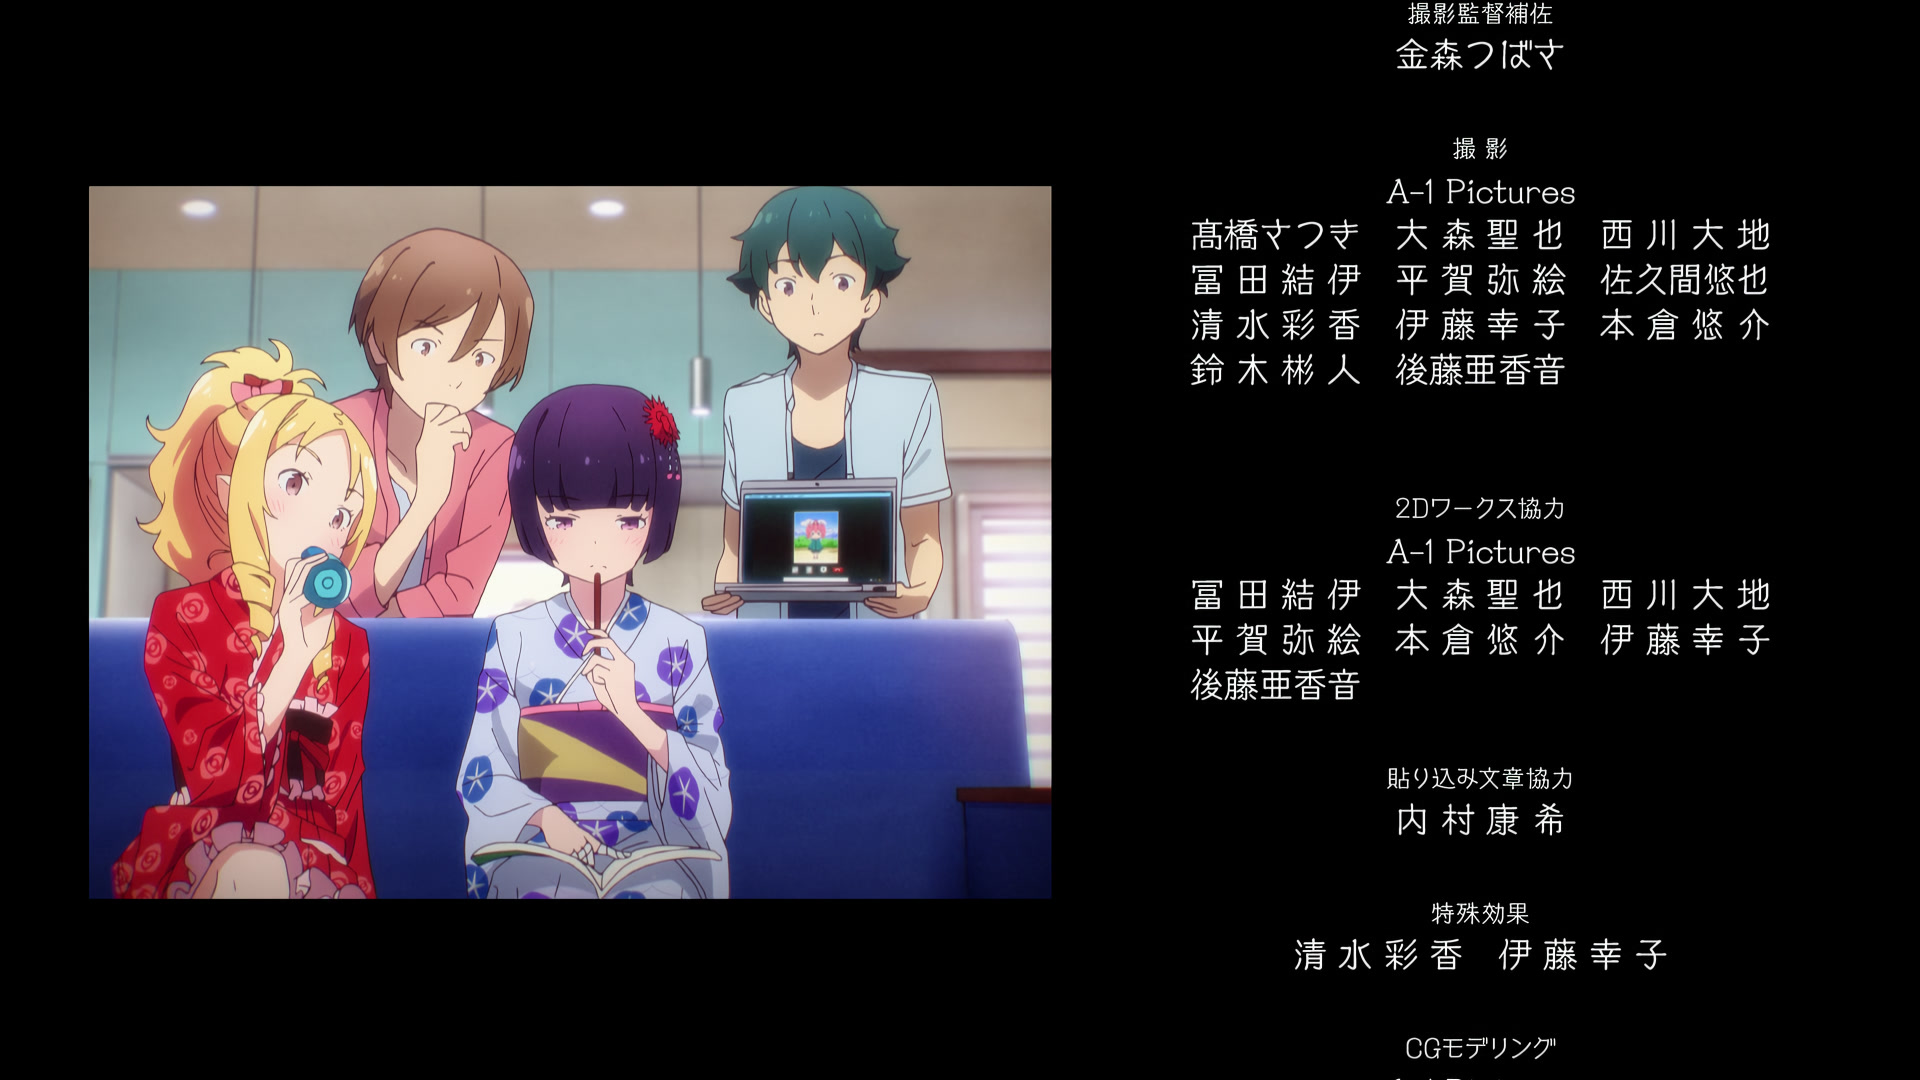 撮影監督補佐
金森つばさ
撮影
A-1 Pictures
髙橋さつき 大森聖也 西川大地
冨田結伊 平賀弥絵 佐久間悠也
清水彩香 伊藤幸子 本倉悠介
鈴木彬人 後藤亜香音
2Dワークス協力
A-1 Pictures
冨田結伊 大森聖也 西川大地
平賀弥絵 本倉悠介 伊藤幸子
後藤亜香音
貼り込み文章協力
内村康希
特殊効果
清水彩香 伊藤幸子
CGモデリング